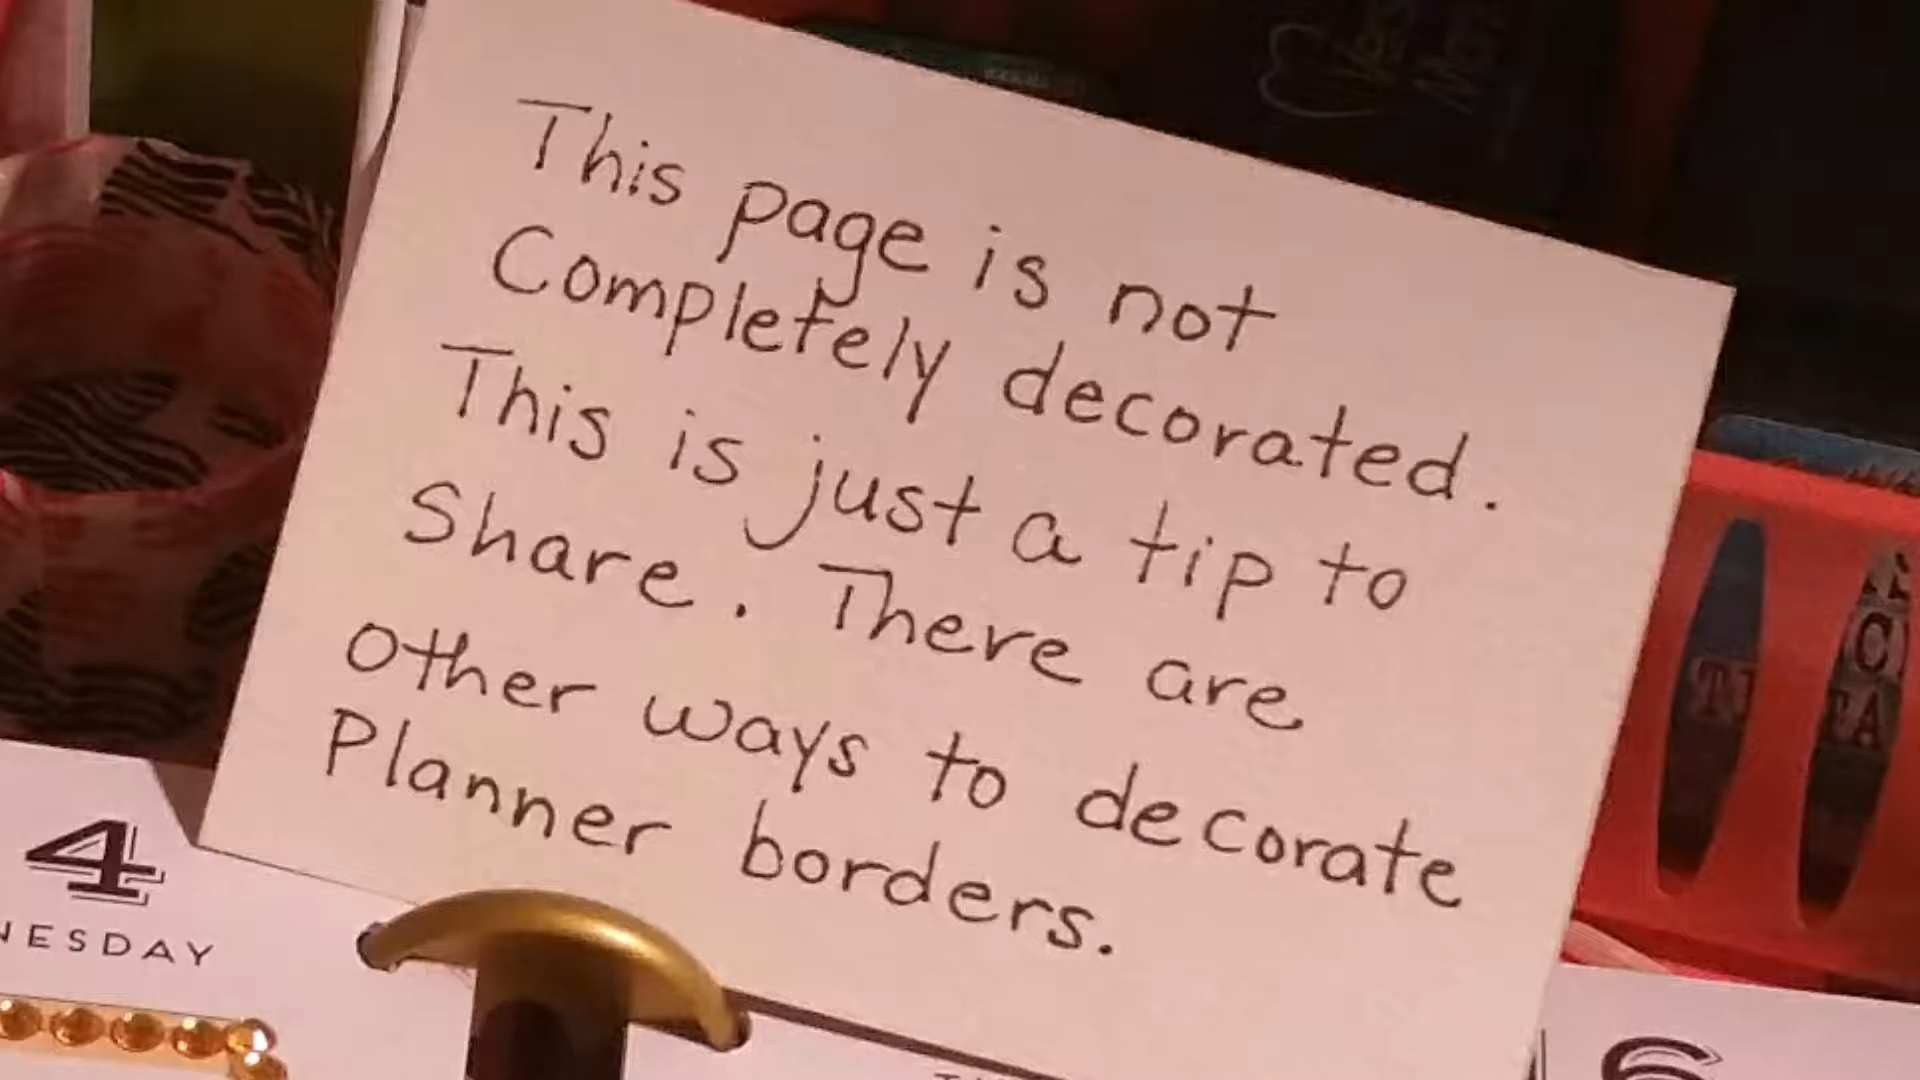 This page is not
Completely decorated.
This is just a tip to
Share. There are
other ways to decorate
Planner borders.
4
NESDAY
6